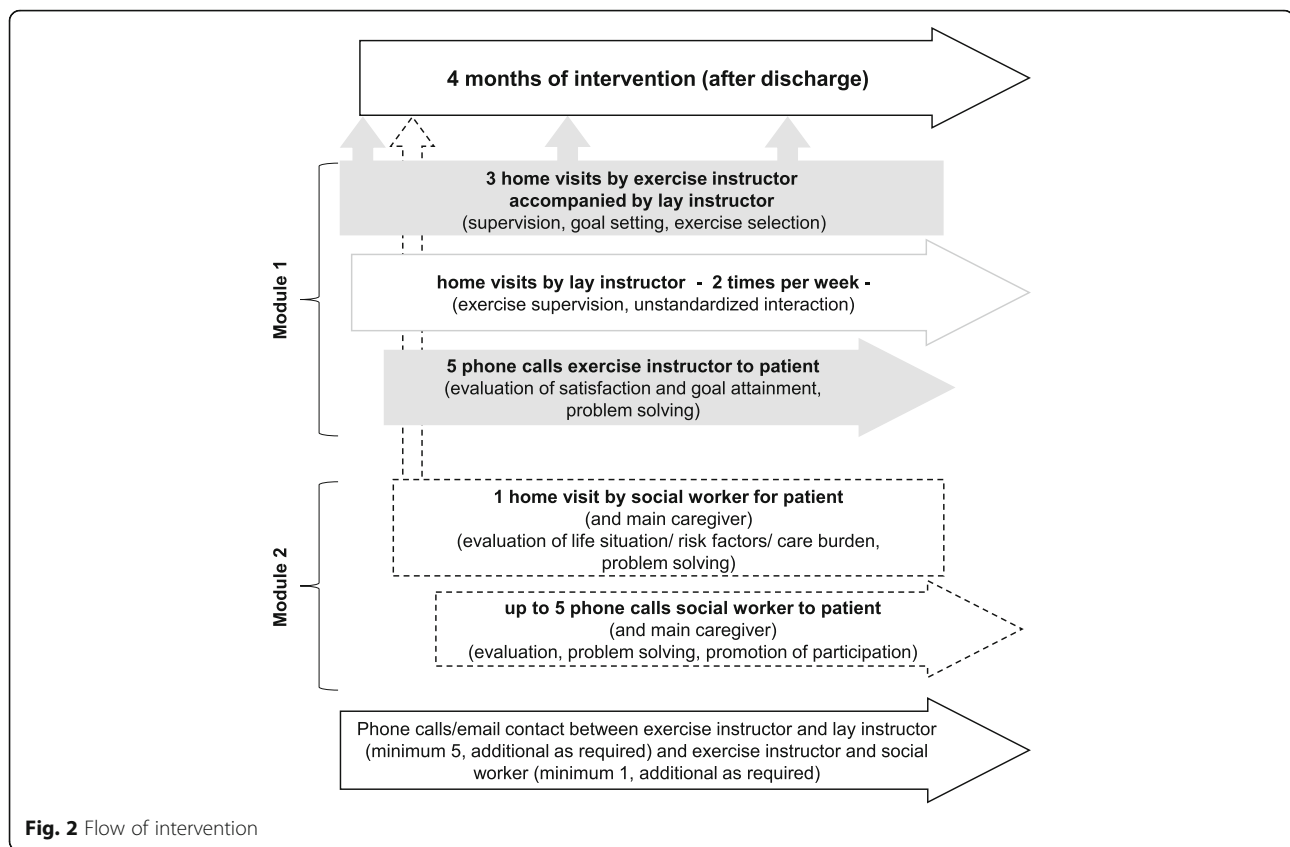 4 months of intervention (after discharge)
Module 1
3 home visits by exercise instructor
accompanied by lay instructor
(supervision, goal setting, exercise selection)
home visits by lay instructor - 2 times per week -
(exercise supervision, unstandardized interaction)
5 phone calls exercise instructor to patient
(evaluation of satisfaction and goal attainment,
problem solving)
Module 2
1 home visit by social worker for patient
(and main caregiver)
(evaluation of life situation/ risk factors/ care burden,
problem solving)
up to 5 phone calls social worker to patient
(and main caregiver)
(evaluation, problem solving, promotion of participation)
Phone calls/email contact between exercise instructor and lay instructor
(minimum 5, additional as required) and exercise instructor and social
worker (minimum 1, additional as required)
Fig. 2 Flow of intervention